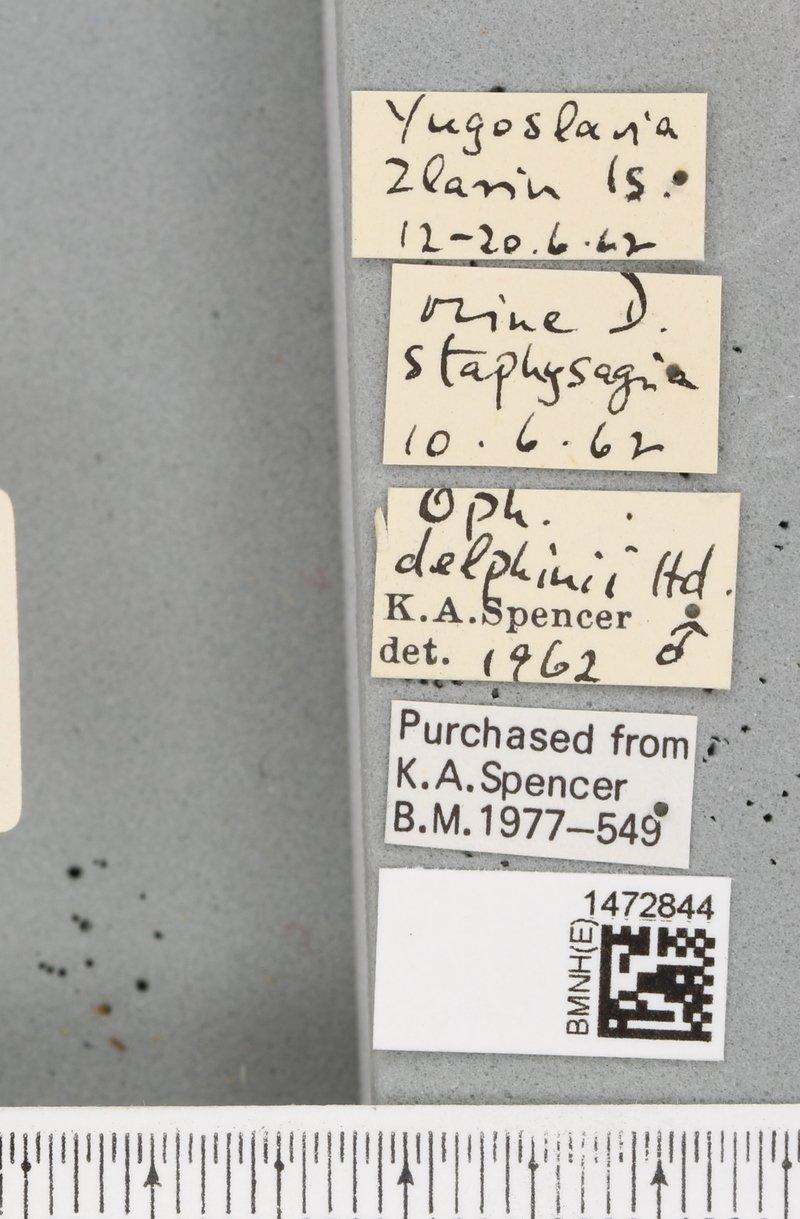 Yugoslavia
Zlarin Is.
12-20.6.62
mine D.
staphysagria
10.6.62
Oph.
delphinii Hd.
K.A.Spencer ♂
det. 1962
Purchased from
K.A.Spencer
B.M.1977–549
1472844
BMNH(E)